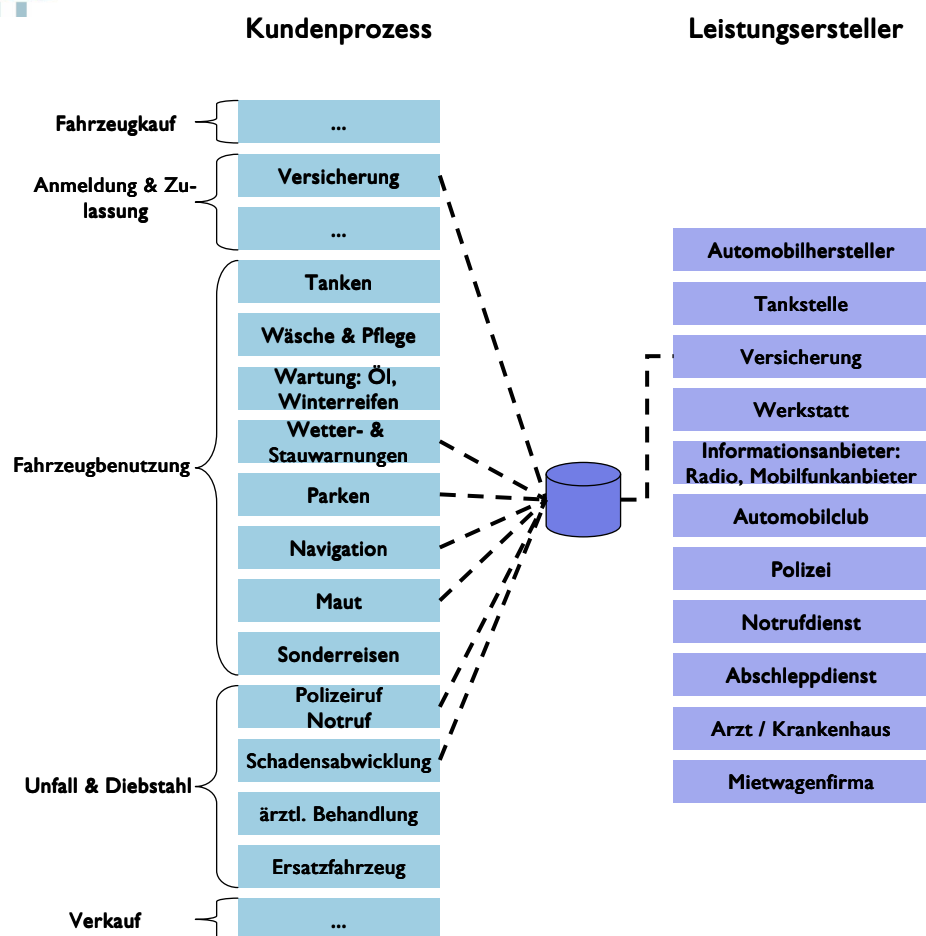 Kundenprozess
Leistungsersteller
Fahrzeugkauf
...
Anmeldung & Zu-
lassung
Versicherung
...
Fahrzeugbenutzung
Tanken
Wäsche & Pflege
Wartung: Öl,
Winterreifen
Wetter- &
Stauwarnungen
Parken
Navigation
Maut
Sonderreisen
Unfall & Diebstahl
Polizeiruf
Notruf
Schadensabwicklung
ärztl. Behandlung
Ersatzfahrzeug
Verkauf
...
Automobilhersteller
Tankstelle
Versicherung
Werkstatt
Informationsanbieter:
Radio, Mobilfunkanbieter
Automobilclub
Polizei
Notrufdienst
Abschleppdienst
Arzt / Krankenhaus
Mietwagenfirma